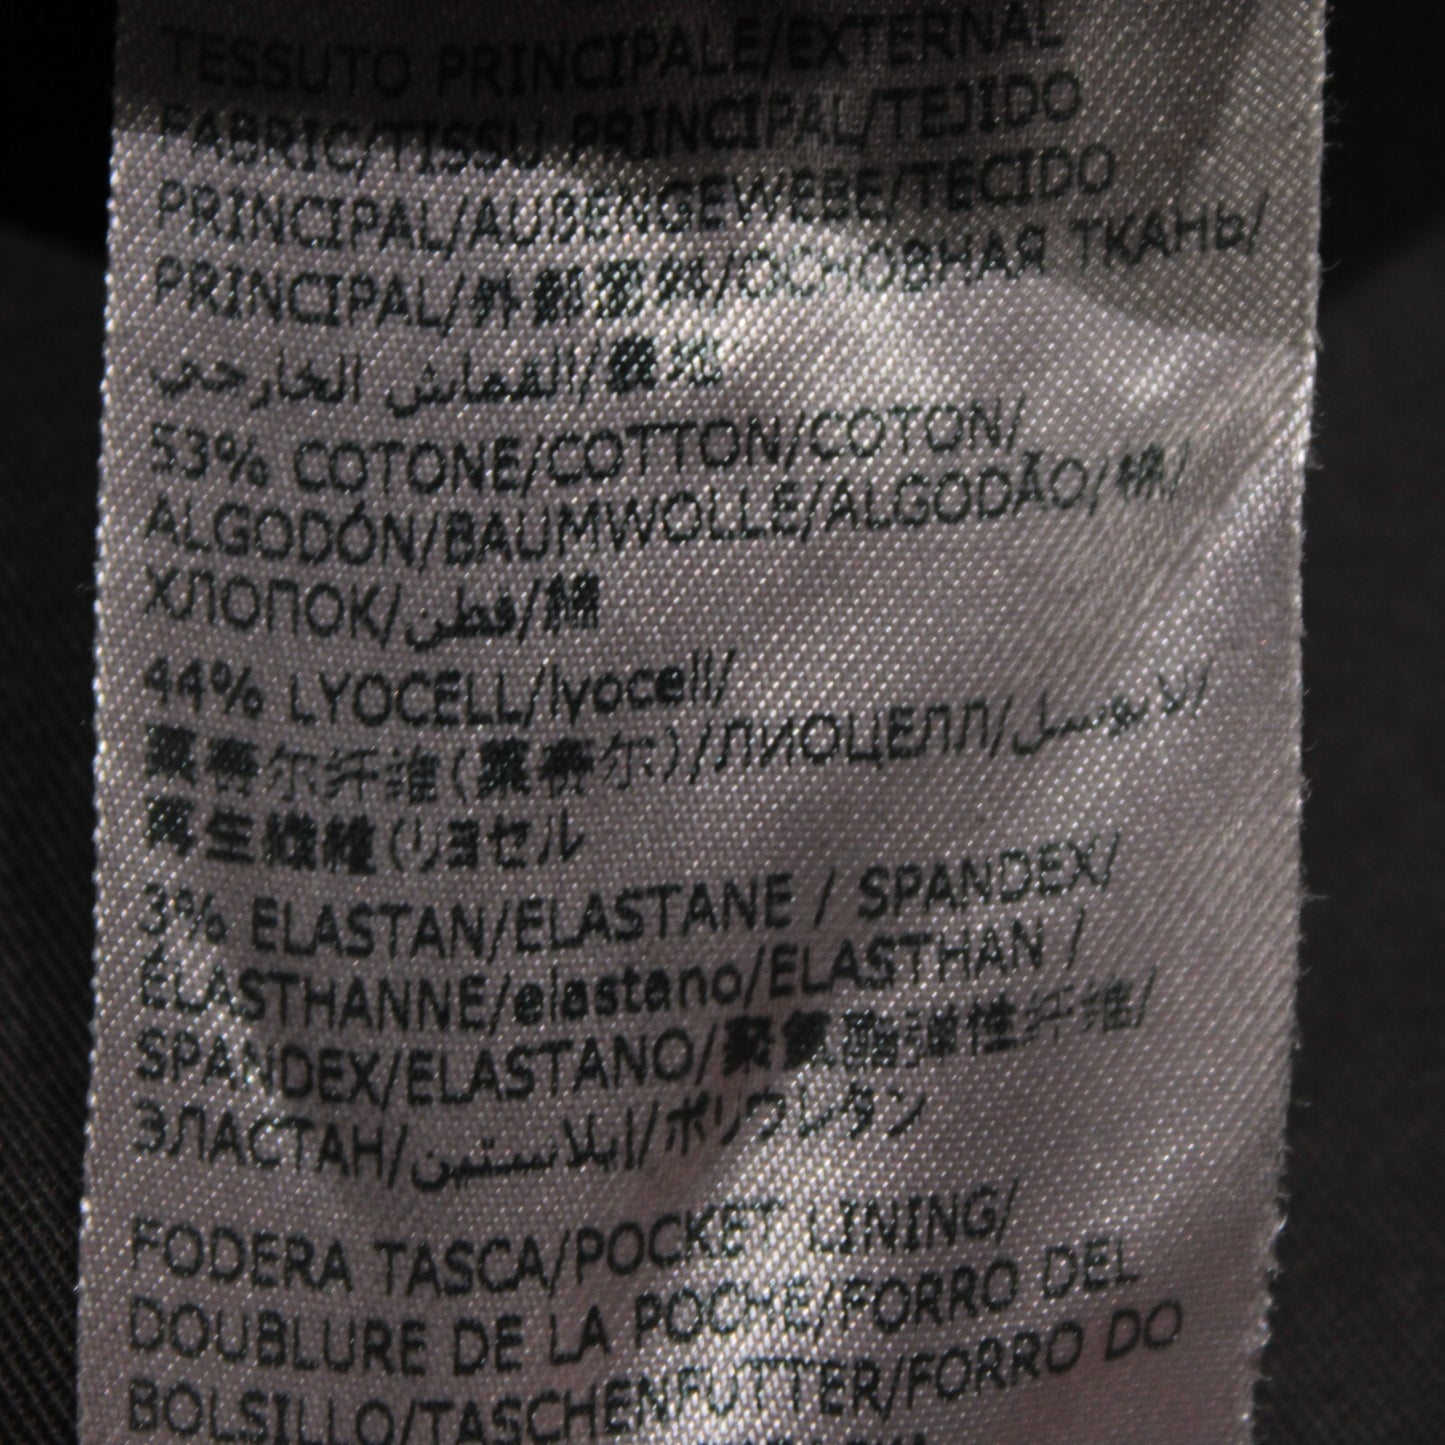 TESSUTO PRINCIPALE/EXTERNAL
FABRIC/TISSU PRINCIPAL/TEJIDO
PRINCIPAL/AUßENGEWEBE/TECIDO
PRINCIPAL/外部面料/ОСНОВНАЯ ТКАНЬ/
القماش الخارجي/表地
53% COTONE/COTTON/COTON/
ALGODÓN/BAUMWOLLE/ALGODÃO/棉/
ХЛОПОК/قطن/綿
44% LYOCELL/lyocell/
莱赛尔纤维(莱赛尔)/ЛИОЦЕЛЛ/لايوسل/
再生繊維(リヨセル
3% ELASTAN/ELASTANE / SPANDEX/
ÉLASTHANNE/elastano/ELASTHAN /
SPANDEX/ELASTANO/聚氨酯弹性纤维/
ЭЛАСТАН/إيلاستين/ポリウレタン
FODERA TASCA/POCKET LINING/
DOUBLURE DE LA POCHE/FORRO DEL
BOLSILLO/TASCHENFUTTER/FORRO DO